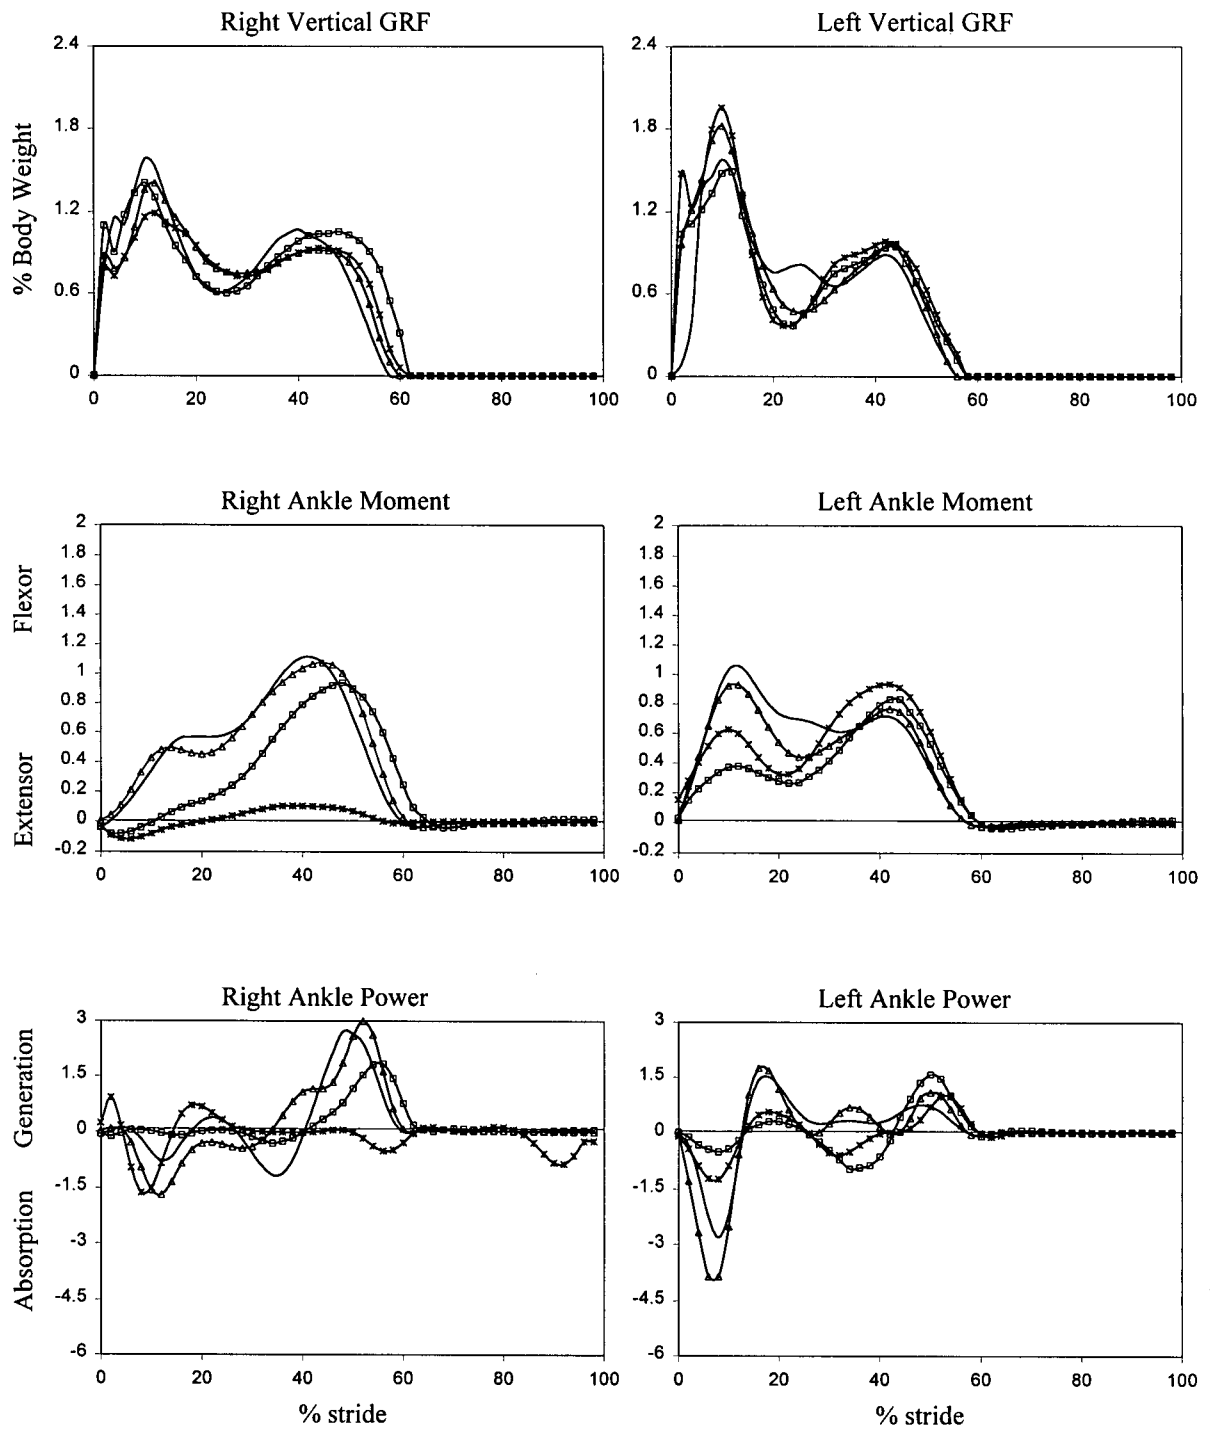 Right Vertical GRF
Left Vertical GRF
% Body Weight
2.4
1.8
1.2
0.6
0
0 20 40 60 80 100
2.4
1.8
1.2
0.6
0
0 20 40 60 80 100
Right Ankle Moment
Left Ankle Moment
Flexor
Extensor
2
1.8
1.6
1.4
1.2
1
0.8
0.6
0.4
0.2
0
-0.2
0 20 40 60 80 100
2
1.8
1.6
1.4
1.2
1
0.8
0.6
0.4
0.2
0
-0.2
0 20 40 60 80 100
Right Ankle Power
Left Ankle Power
Generation
Absorption
3
1.5
0
-1.5
-3
-4.5
-6
0 20 40 60 80 100
% stride
3
1.5
0
-1.5
-3
-4.5
-6
0 20 40 60 80 100
% stride